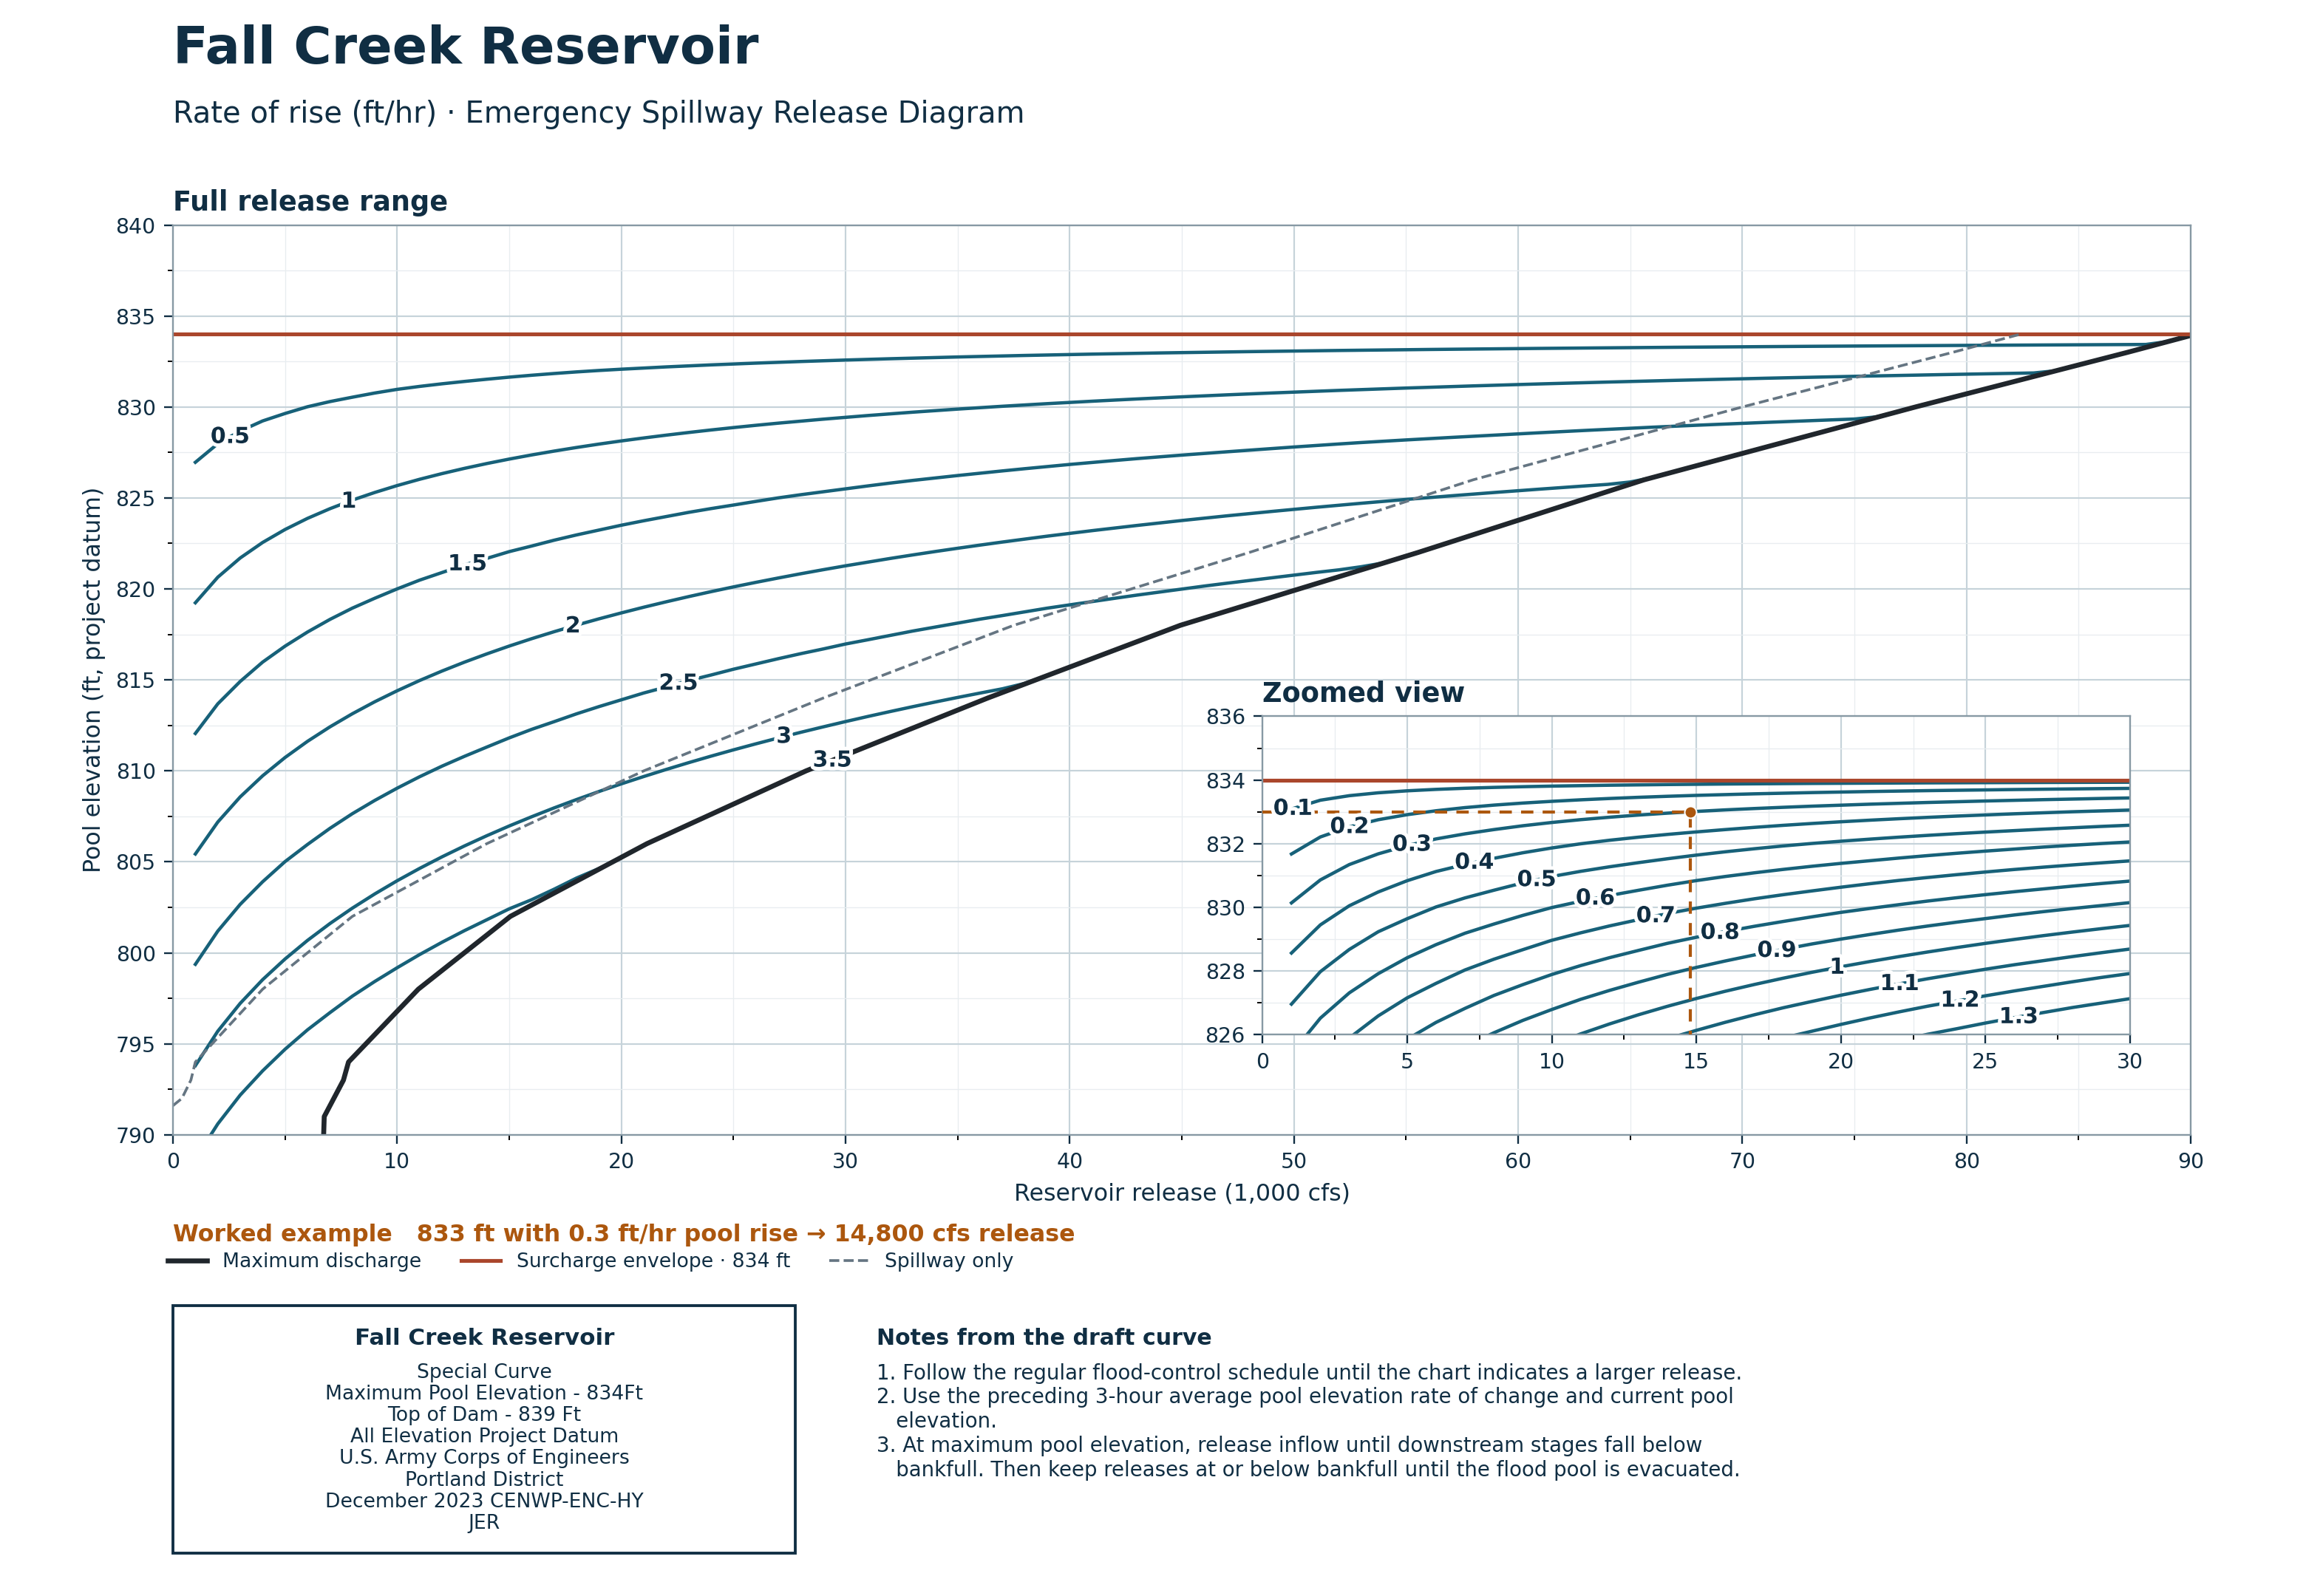 Fall Creek Reservoir
Rate of rise (ft/hr) · Emergency Spillway Release Diagram
Full release range
840
835
830
825
820
815
810
805
800
795
790
Pool elevation (ft, project datum)
0.5
1
1.5
2
2.5
3
3.5
Zoomed view
836
834
832
830
828
826
0.1
0.2
0.3
0.4
0.5
0.6
0.7
0.8
0.9
1
1.1
1.2
1.3
0 5 10 15 20 25 30
0 10 20 30 40 50 60 70 80 90
Reservoir release (1,000 cfs)
Worked example 833 ft with 0.3 ft/hr pool rise → 14,800 cfs release
Maximum discharge Surcharge envelope · 834 ft Spillway only
Fall Creek Reservoir
Special Curve
Maximum Pool Elevation - 834Ft
Top of Dam - 839 Ft
All Elevation Project Datum
U.S. Army Corps of Engineers
Portland District
December 2023 CENWP-ENC-HY
JER
Notes from the draft curve
1. Follow the regular flood-control schedule until the chart indicates a larger release.
2. Use the preceding 3-hour average pool elevation rate of change and current pool
elevation.
3. At maximum pool elevation, release inflow until downstream stages fall below
bankfull. Then keep releases at or below bankfull until the flood pool is evacuated.